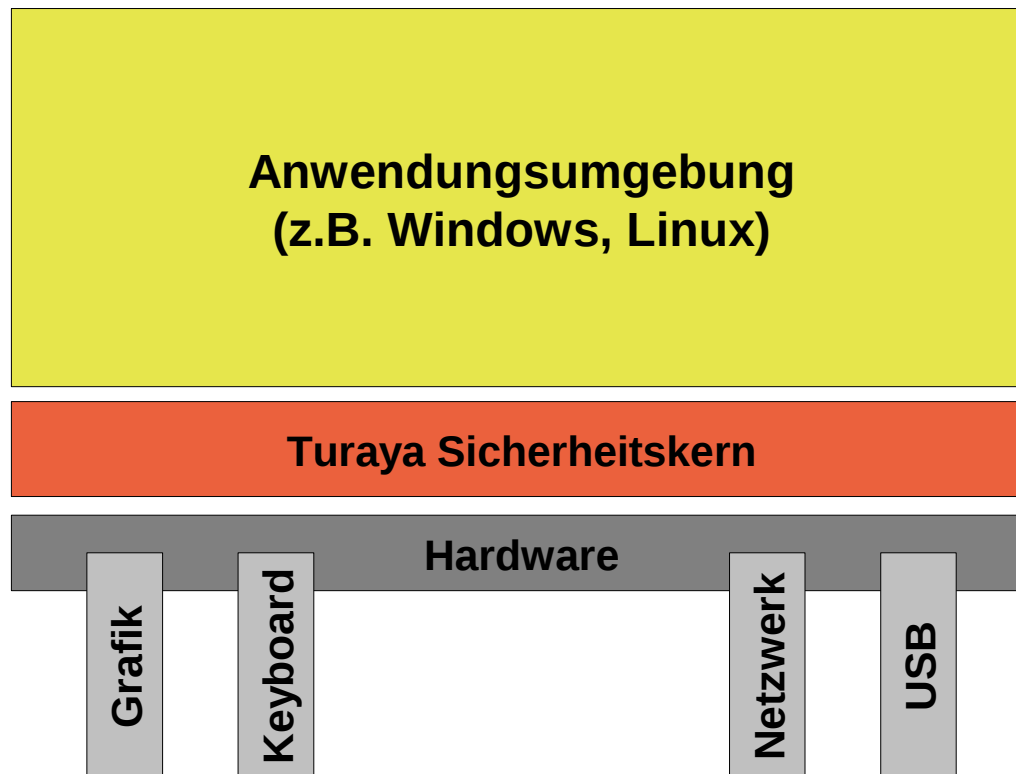 Anwendungsumgebung
(z.B. Windows, Linux)
Turaya Sicherheitskern
Hardware
Grafik
Keyboard
Netzwerk
USB